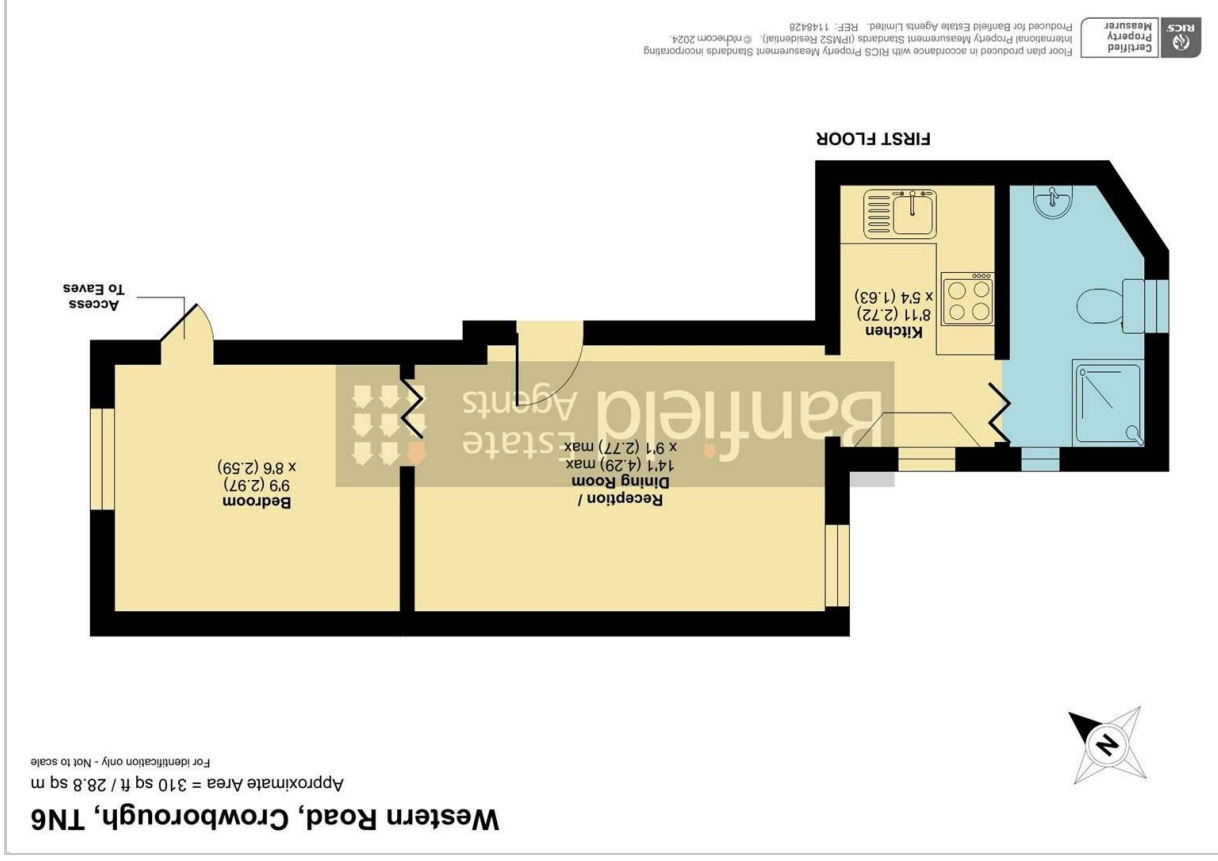 Western Road, Crowborough, TN6
Approximate Area = 310 sq ft / 28.8 sq m
For identification only - Not to scale
N
Bedroom
9'9 (2.97)
x 8'6 (2.59)
Reception /
Dining Room
14'1 (4.29) max
x 9'1 (2.77) max
Banfield
Estate
Agents
Kitchen
8'11 (2.72)
x 5'4 (1.63)
Access
To Eaves
FIRST FLOOR
Certified
Property
Measurer
RICS
Floor plan produced in accordance with RICS Property Measurement Standards incorporating
International Property Measurement Standards (IPMS2 Residential). ©nichecom 2024.
Produced for Banfield Estate Agents Limited. REF: 1148428